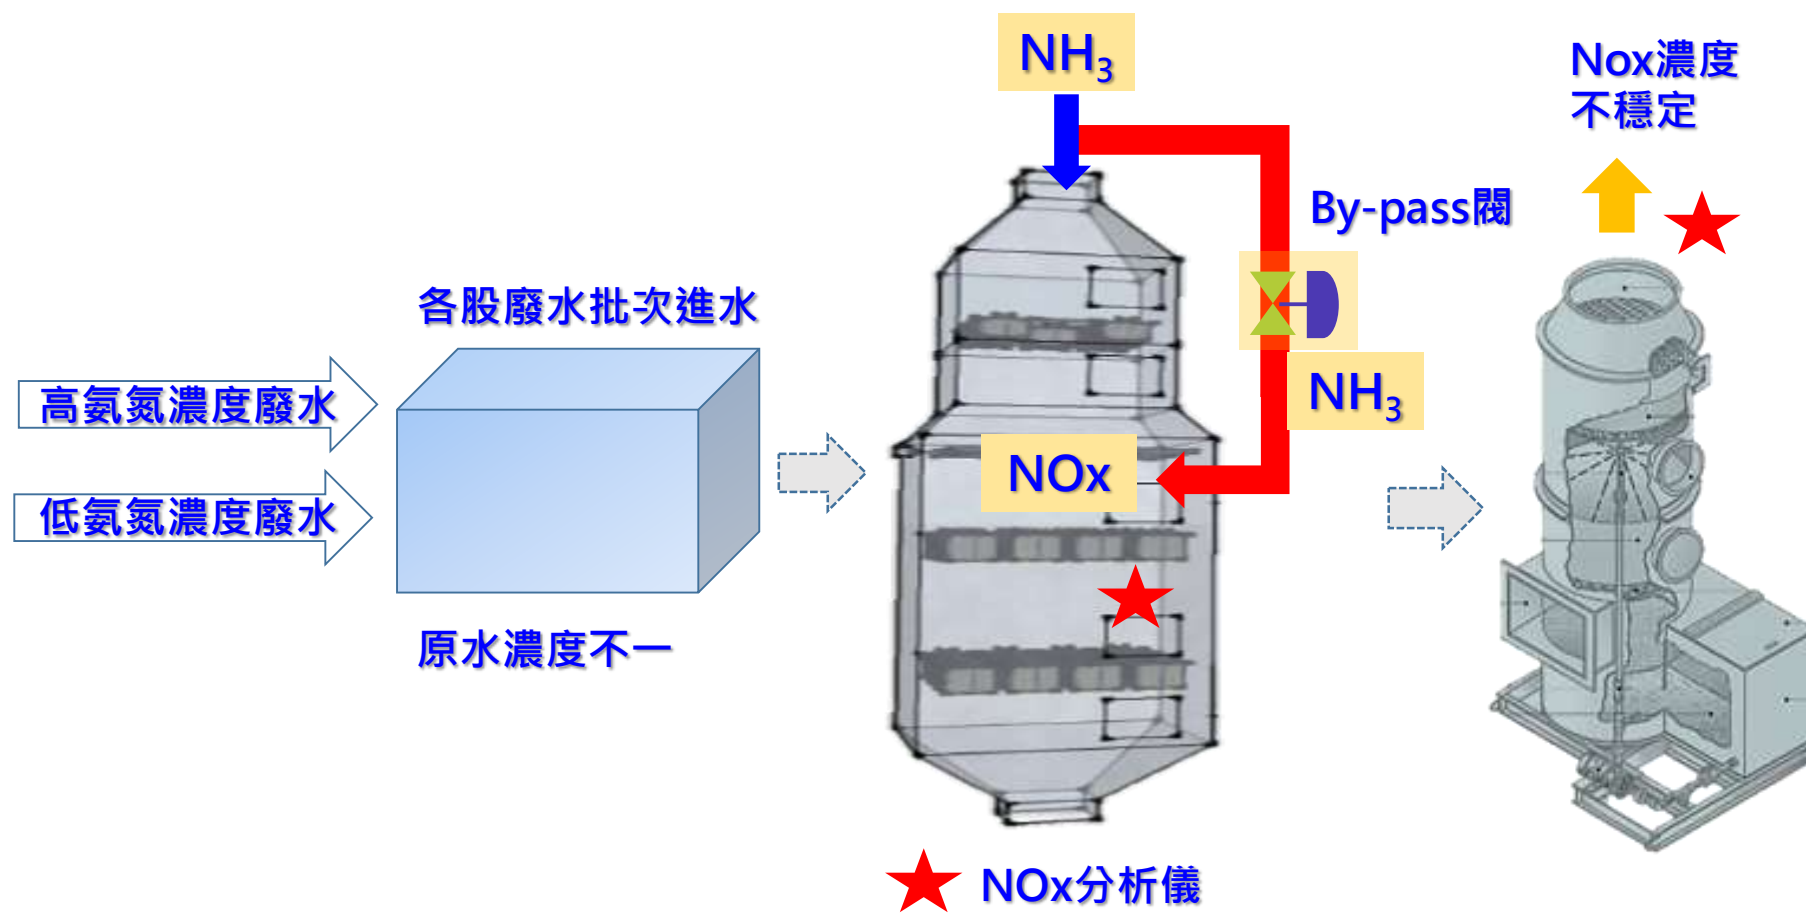 NH₃
Nox濃度
不穩定
By-pass閥
各股廢水批次進水
高氨氮濃度廢水
NH₃
NOx
低氨氮濃度廢水
原水濃度不一
NOx分析儀